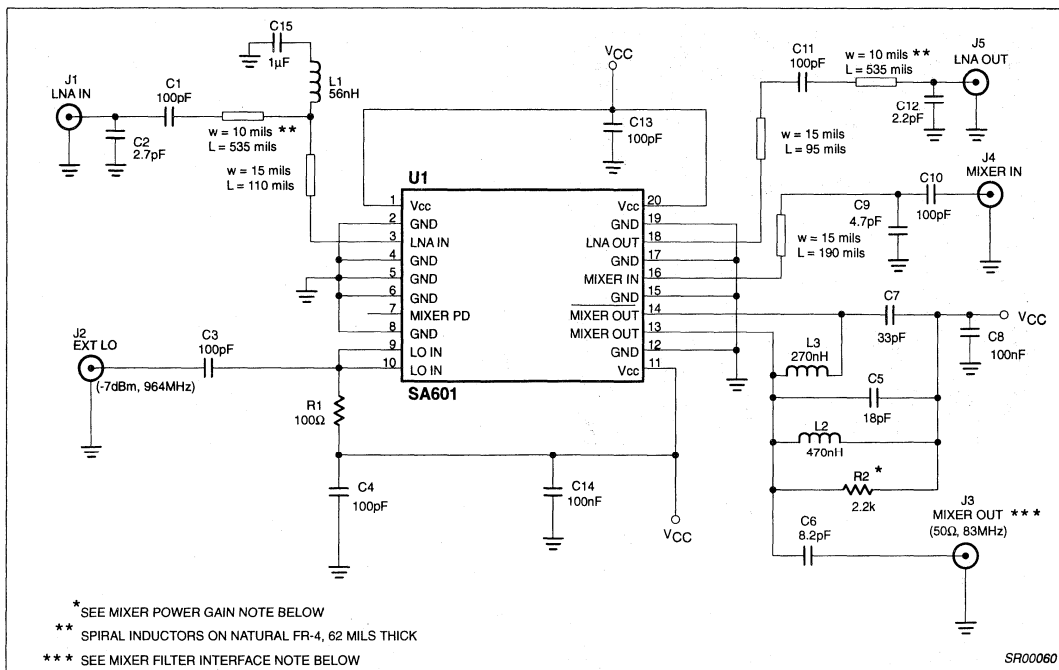 C15
1µF
L1
56nH
J1
LNA IN
C1
100pF
w = 10 mils **
L = 535 mils
C2
2.7pF
w = 15 mils
L = 110 mils
VCC
C13
100pF
C11
100pF
w = 10 mils **
L = 535 mils
J5
LNA OUT
C12
2.2pF
w = 15 mils
L = 95 mils
J4
MIXER IN
C10
100pF
C9
4.7pF
w = 15 mils
L = 190 mils
U1
1 Vcc Vcc 20
2 GND GND 19
3 LNA IN LNA OUT 18
4 GND GND 17
5 GND MIXER IN 16
6 GND GND 15
7 MIXER PD MIXER OUT 14
8 GND MIXER OUT 13
9 LO IN GND 12
10 LO IN Vcc 11
SA601
J2
EXT LO
(-7dBm, 964MHz)
C3
100pF
R1
100Ω
C4
100pF
C14
100nF
VCC
C7
33pF
VCC
C8
100nF
L3
270nH
C5
18pF
L2
470nH
R2 *
2.2k
C6
8.2pF
J3
MIXER OUT ***
(50Ω, 83MHz)
* SEE MIXER POWER GAIN NOTE BELOW
** SPIRAL INDUCTORS ON NATURAL FR-4, 62 MILS THICK
*** SEE MIXER FILTER INTERFACE NOTE BELOW
SR00060